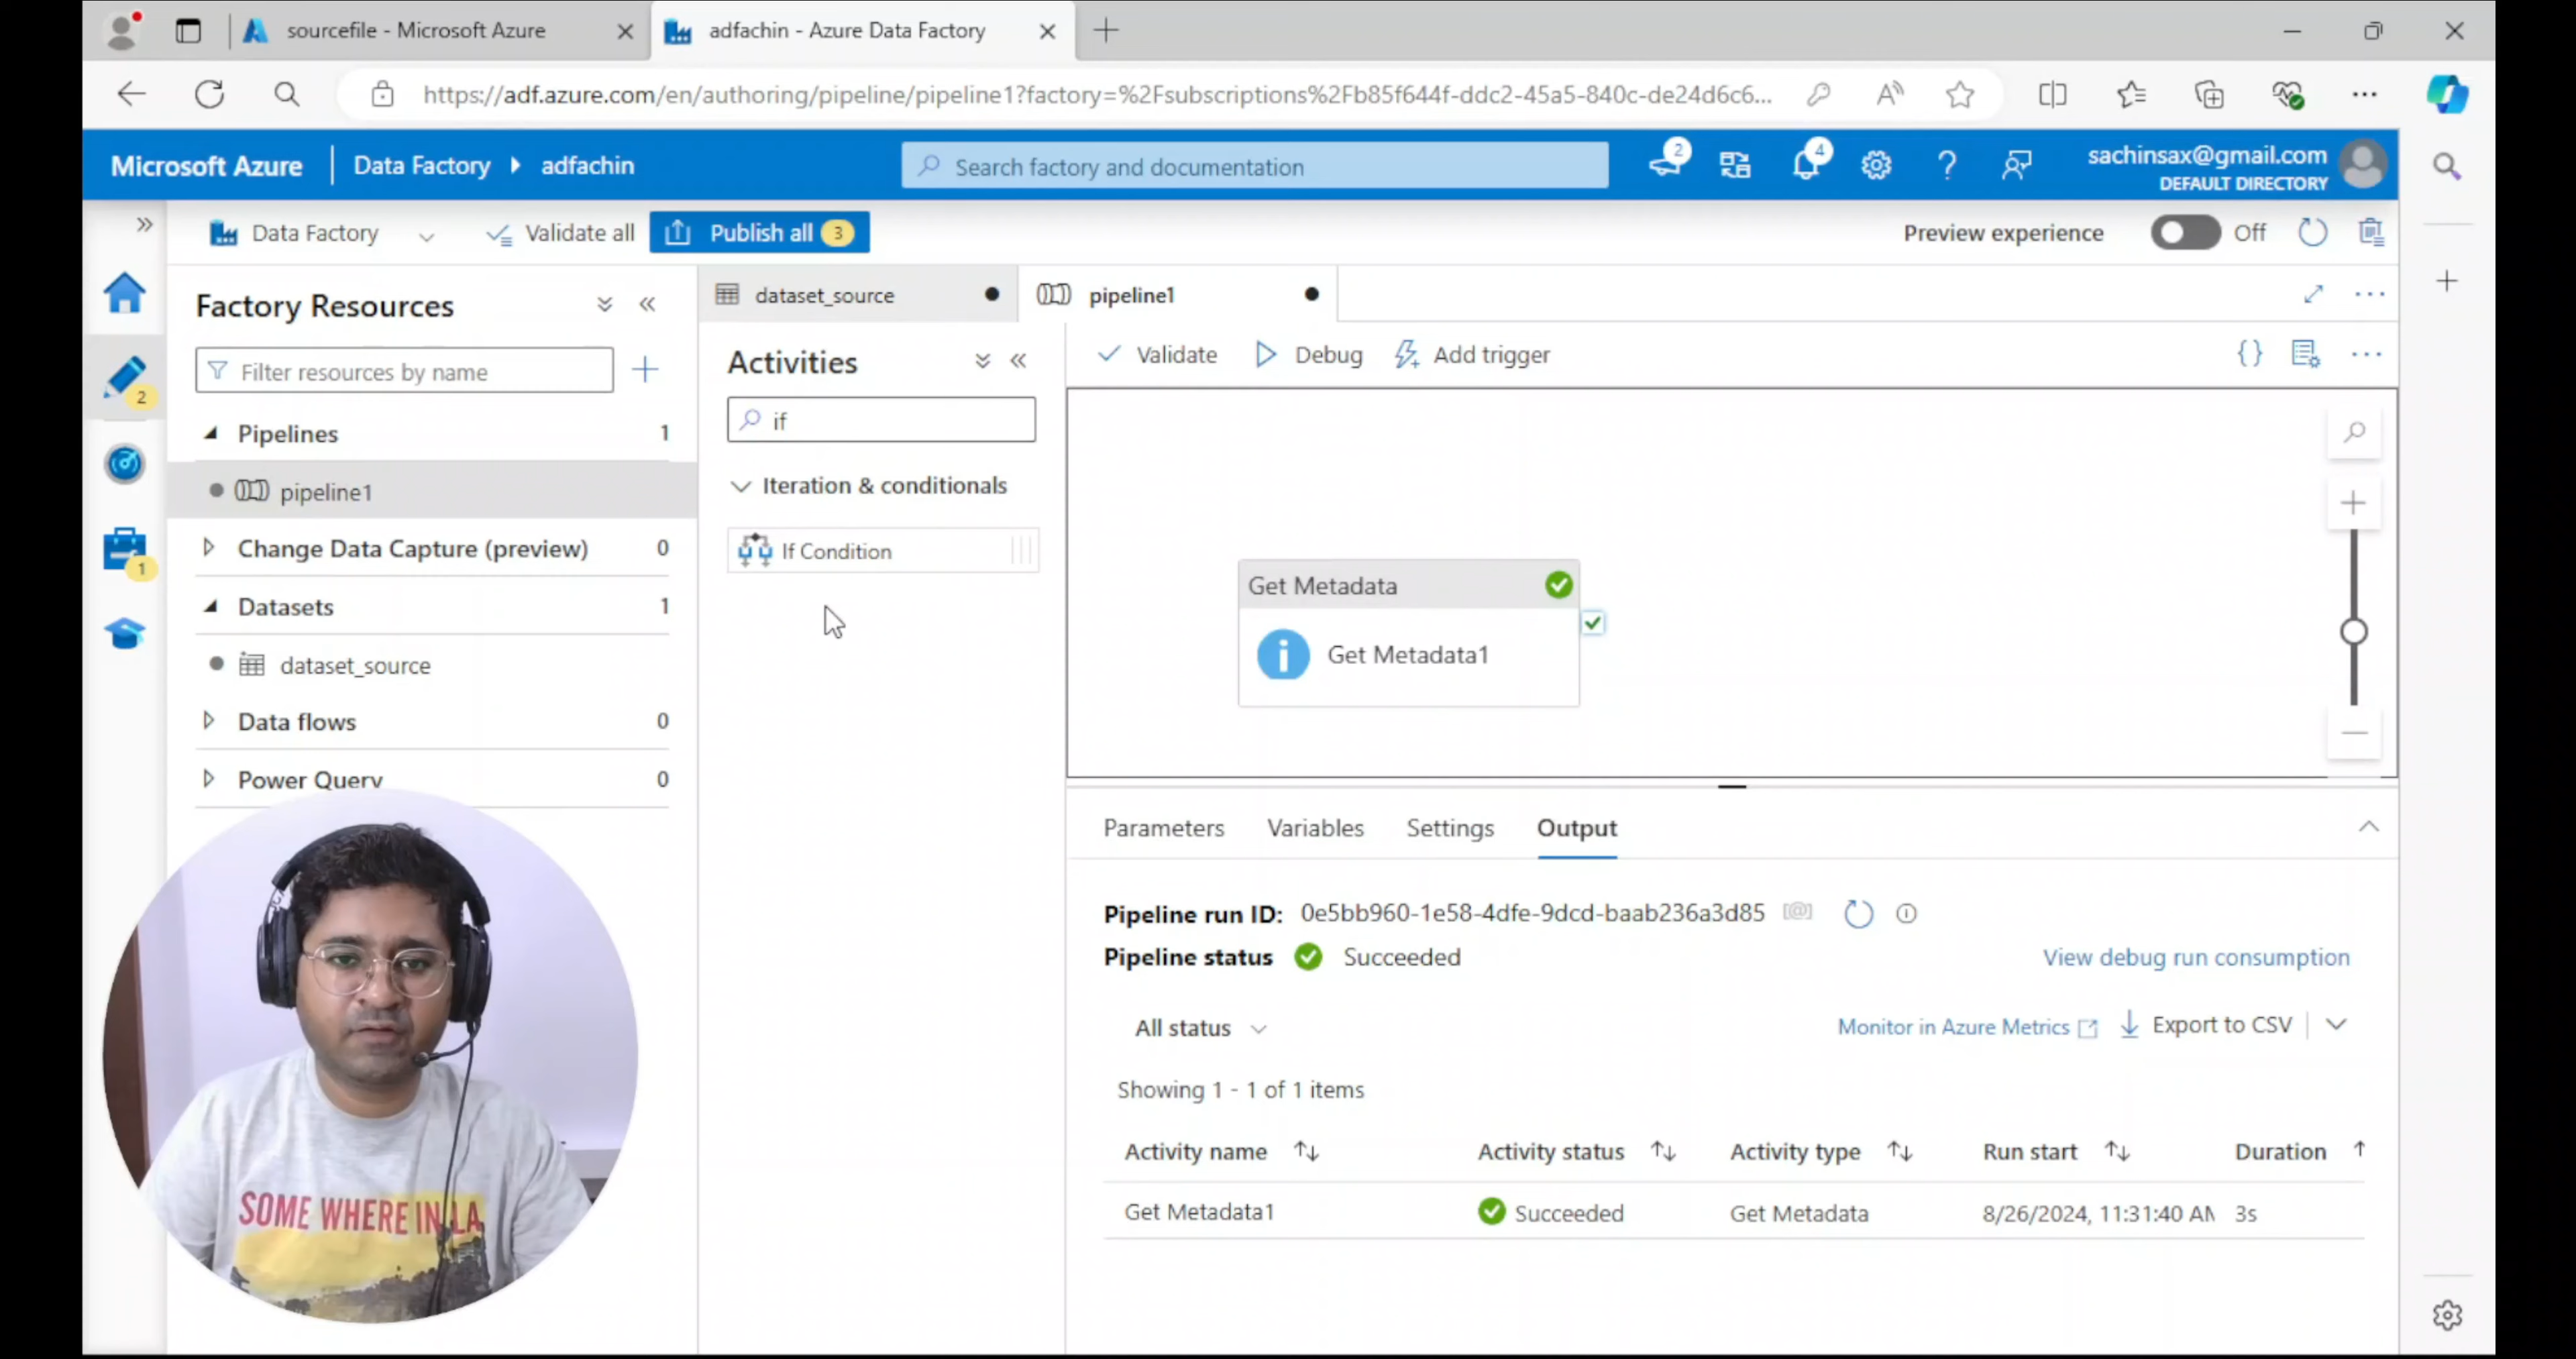 sourcefile - Microsoft Azure
adfachin - Azure Data Factory
https://adf.azure.com/en/authoring/pipeline/pipeline1?factory=%2Fsubscriptions%2Fb85f644f-ddc2-45a5-840c-de24d6c6...
Microsoft Azure
Data Factory
adfachin
Search factory and documentation
2
4
sachinsax@gmail.com
DEFAULT DIRECTORY
Data Factory
Validate all
Publish all 3
Preview experience
Off
2
1
Factory Resources
Filter resources by name
Pipelines 1
pipeline1
Change Data Capture (preview) 0
Datasets 1
dataset_source
Data flows 0
Power Query 0
dataset_source
pipeline1
Activities
if
Iteration & conditionals
If Condition
Validate
Debug
Add trigger
{}
Get Metadata
Get Metadata1
Parameters
Variables
Settings
Output
Pipeline run ID: 0e5bb960-1e58-4dfe-9dcd-baab236a3d85
Pipeline status Succeeded
View debug run consumption
All status
Monitor in Azure Metrics
Export to CSV
Showing 1 - 1 of 1 items
Activity name Activity status Activity type Run start Duration
Get Metadata1 Succeeded Get Metadata 8/26/2024, 11:31:40 AM 3s
SOME WHERE IN LA